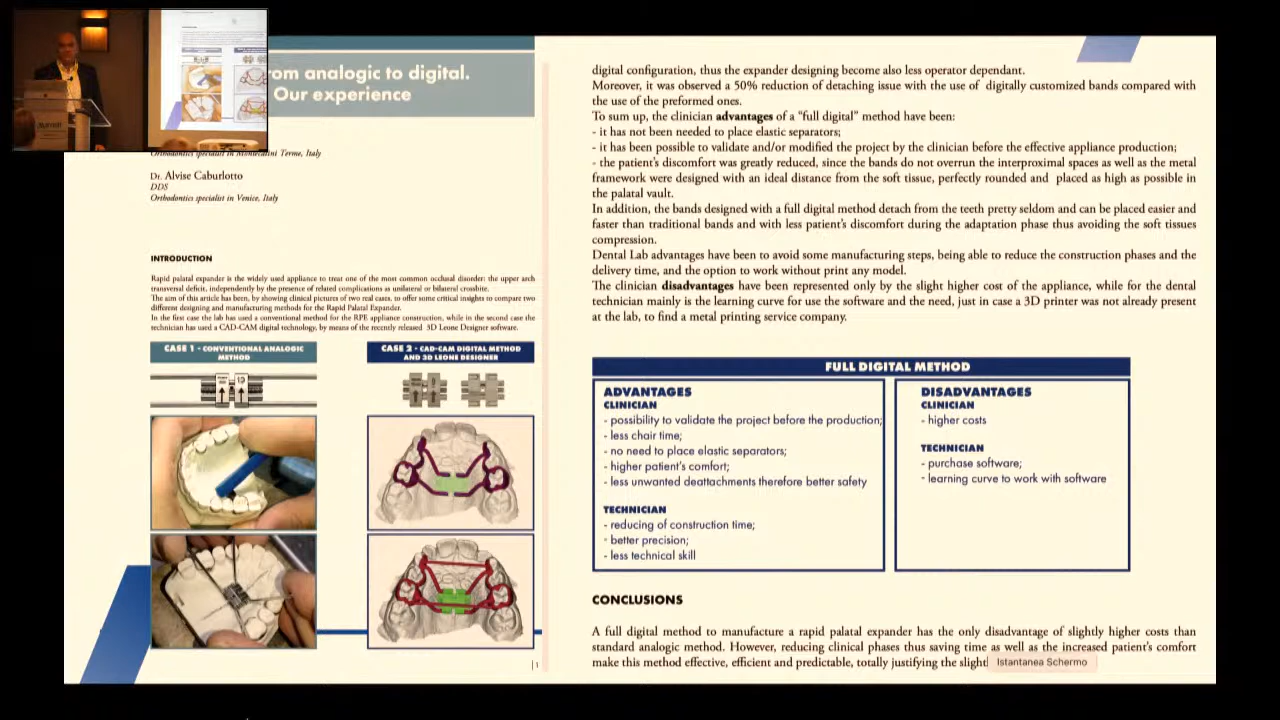 rom analogic to digital.
Our experience
Orthodontics specialist in Montecatini Terme, Italy
Dr. Alvise Caburlotto
DDS
Orthodontics specialist in Venice, Italy
INTRODUCTION
Rapid palatal expander is the widely used appliance to treat one of the most common occlusal disorder: the upper arch
transversal deficit, independently by the presence of related complications as unilateral or bilateral crossbite.
The aim of this article has been, by showing clinical pictures of two real cases, to offer some critical insights to compare two
different designing and manufacturing methods for the Rapid Palatal Expander.
In the first case the lab has used a conventional method for the RPE appliance construction, while in the second case the
technician has used a CAD-CAM digital technology, by means of the recently released 3D Leone Designer software.
CASE 1 - CONVENTIONAL ANALOGIC
METHOD
CASE 2 - CAD-CAM DIGITAL METHOD
AND 3D LEONE DESIGNER
| 1
digital configuration, thus the expander designing become also less operator dependant.
Moreover, it was observed a 50% reduction of detaching issue with the use of digitally customized bands compared with
the use of the preformed ones.
To sum up, the clinician advantages of a “full digital” method have been:
- it has not been needed to place elastic separators;
- it has been possible to validate and/or modified the project by the clinician before the effective appliance production;
- the patient's discomfort was greatly reduced, since the bands do not overrun the interproximal spaces as well as the metal
framework were designed with an ideal distance from the soft tissue, perfectly rounded and placed as high as possible in
the palatal vault.
In addition, the bands designed with a full digital method detach from the teeth pretty seldom and can be placed easier and
faster than traditional bands and with less patient's discomfort during the adaptation phase thus avoiding the soft tissues
compression.
Dental Lab advantages have been to avoid some manufacturing steps, being able to reduce the construction phases and the
delivery time, and the option to work without print any model.
The clinician disadvantages have been represented only by the slight higher cost of the appliance, while for the dental
technician mainly is the learning curve for use the software and the need, just in case a 3D printer was not already present
at the lab, to find a metal printing service company.
FULL DIGITAL METHOD
ADVANTAGES
CLINICIAN
- possibility to validate the project before the production;
- less chair time;
- no need to place elastic separators;
- higher patient's comfort;
- less unwanted deattachments therefore better safety
TECHNICIAN
- reducing of construction time;
- better precision;
- less technical skill
DISADVANTAGES
CLINICIAN
- higher costs
TECHNICIAN
- purchase software;
- learning curve to work with software
CONCLUSIONS
A full digital method to manufacture a rapid palatal expander has the only disadvantage of slightly higher costs than
standard analogic method. However, reducing clinical phases thus saving time as well as the increased patient's comfort
make this method effective, efficient and predictable, totally justifying the slight
Istantanea Schermo